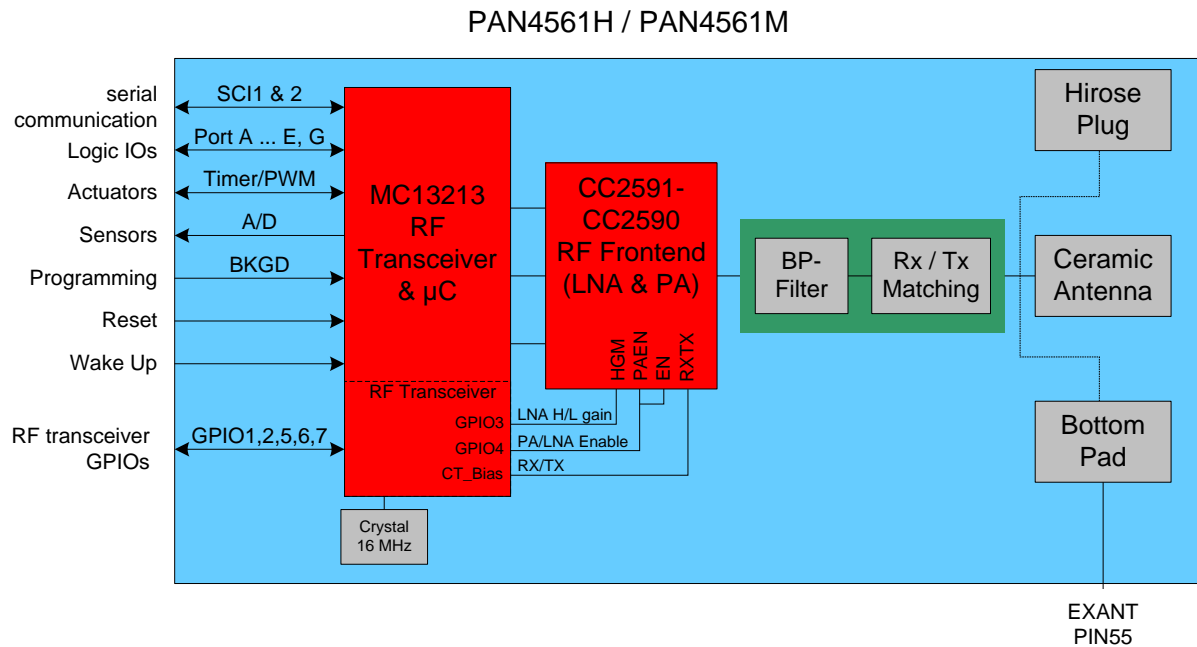 PAN4561H / PAN4561M
serial
communication
SCI1 & 2
Logic IOs
Port A ... E, G
Actuators
Timer/PWM
Sensors
A/D
Programming
BKGD
Reset
Wake Up
RF transceiver
GPIOs
GPIO1,2,5,6,7
MC13213
RF
Transceiver
& µC
RF Transceiver
GPIO3
GPIO4
CT_Bias
LNA H/L gain
PA/LNA Enable
RX/TX
Crystal
16 MHz
CC2591-
CC2590
RF Frontend
(LNA & PA)
HGM
PAEN
EN
RXTX
BP-
Filter
Rx / Tx
Matching
Hirose
Plug
Ceramic
Antenna
Bottom
Pad
EXANT
PIN55